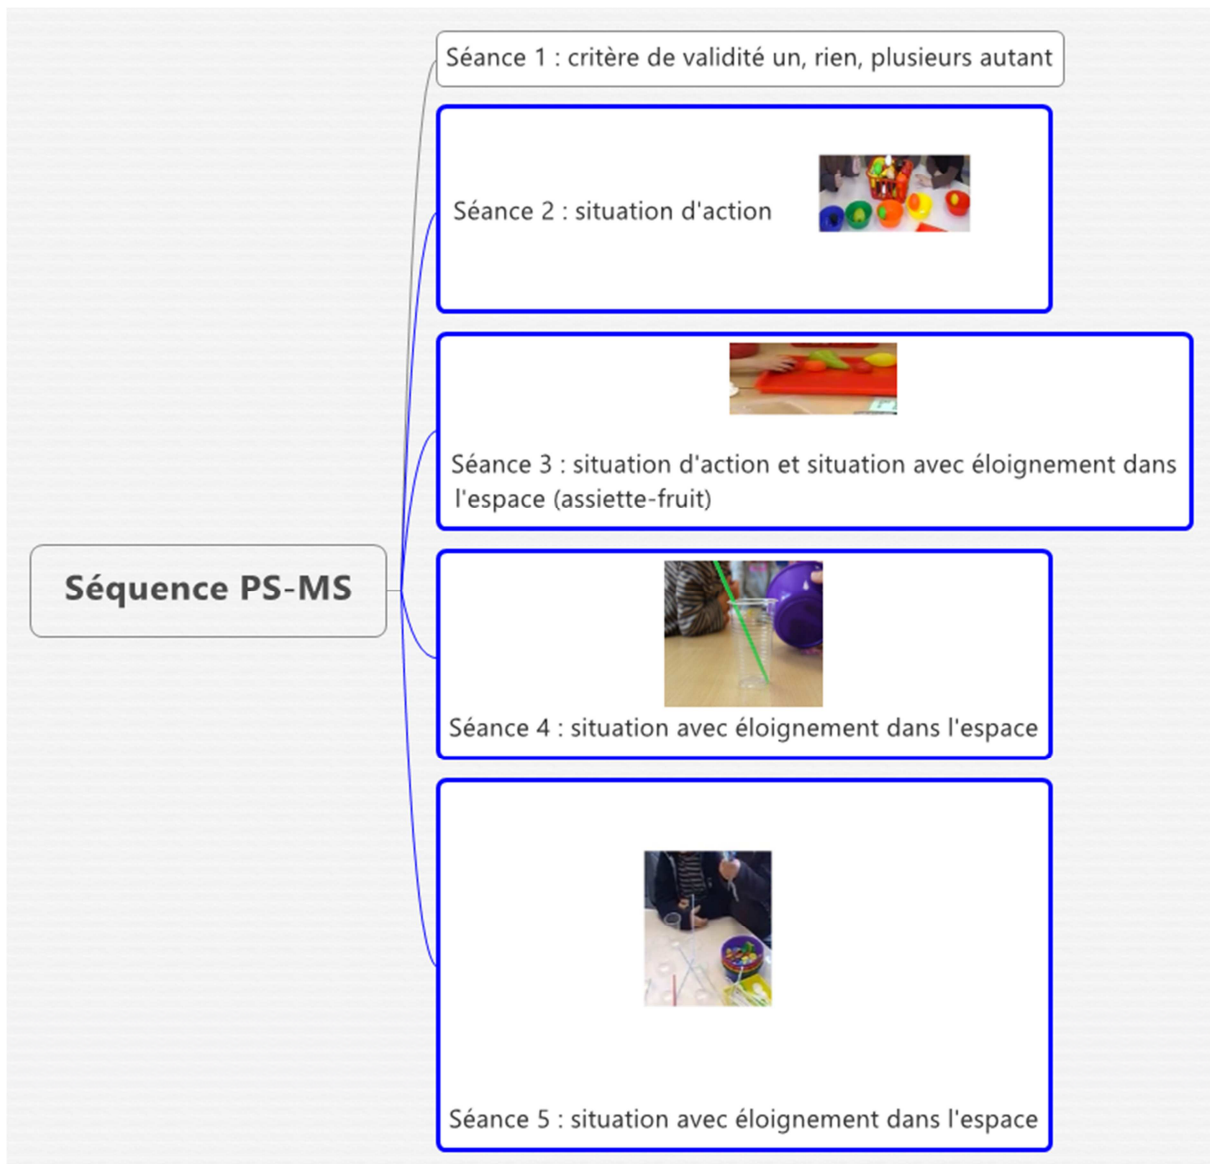 Séance 1 : critère de validité un, rien, plusieurs autant
Séance 2 : situation d'action
Séance 3 : situation d'action et situation avec éloignement dans
l'espace (assiette-fruit)
Séquence PS-MS
Séance 4 : situation avec éloignement dans l'espace
Séance 5 : situation avec éloignement dans l'espace